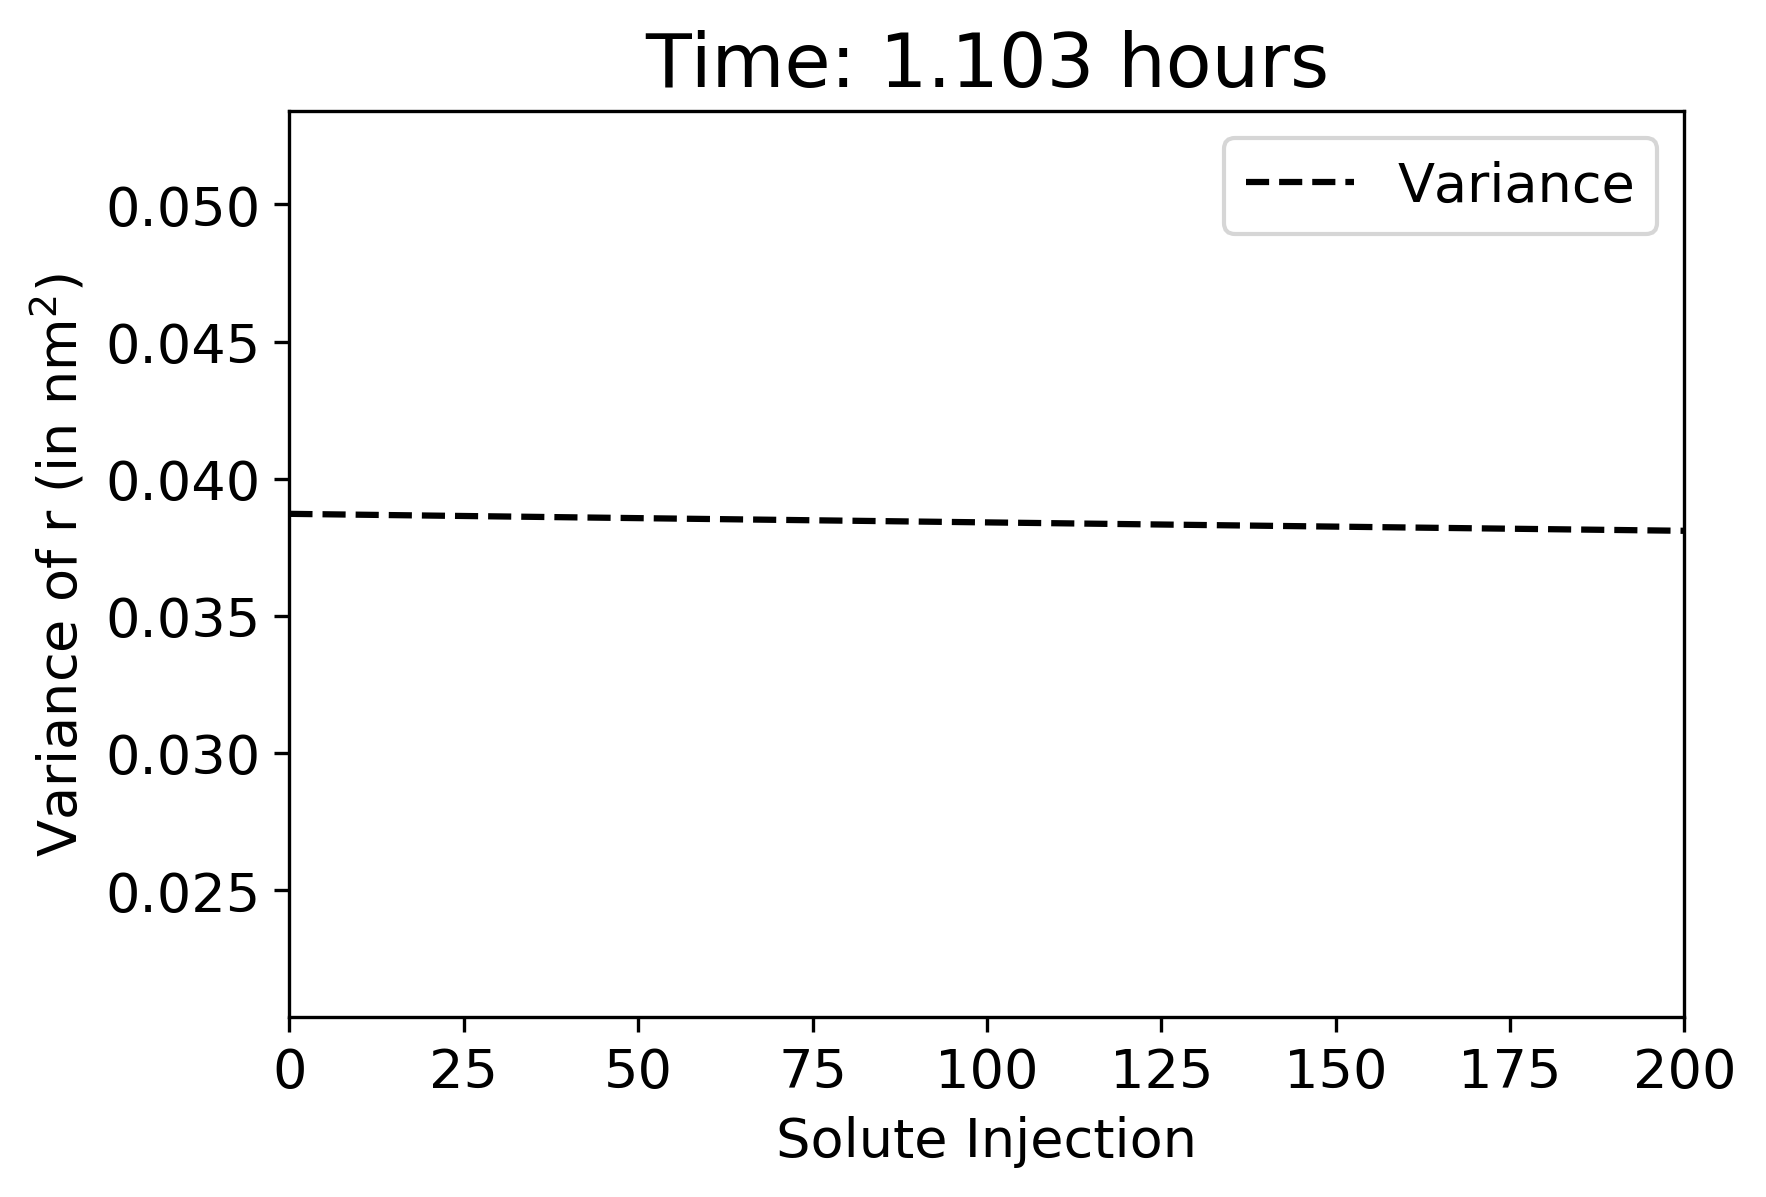 Time: 1.103 hours
Variance
Variance of r (in nm²)
0.050
0.045
0.040
0.035
0.030
0.025
0 25 50 75 100 125 150 175 200
Solute Injection